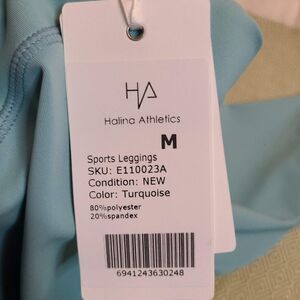 HA
Halina Athletics
M
Sports Leggings
SKU: E110023A
Condition: NEW
Color: Turquoise
80%polyester
20%spandex
6941243630248